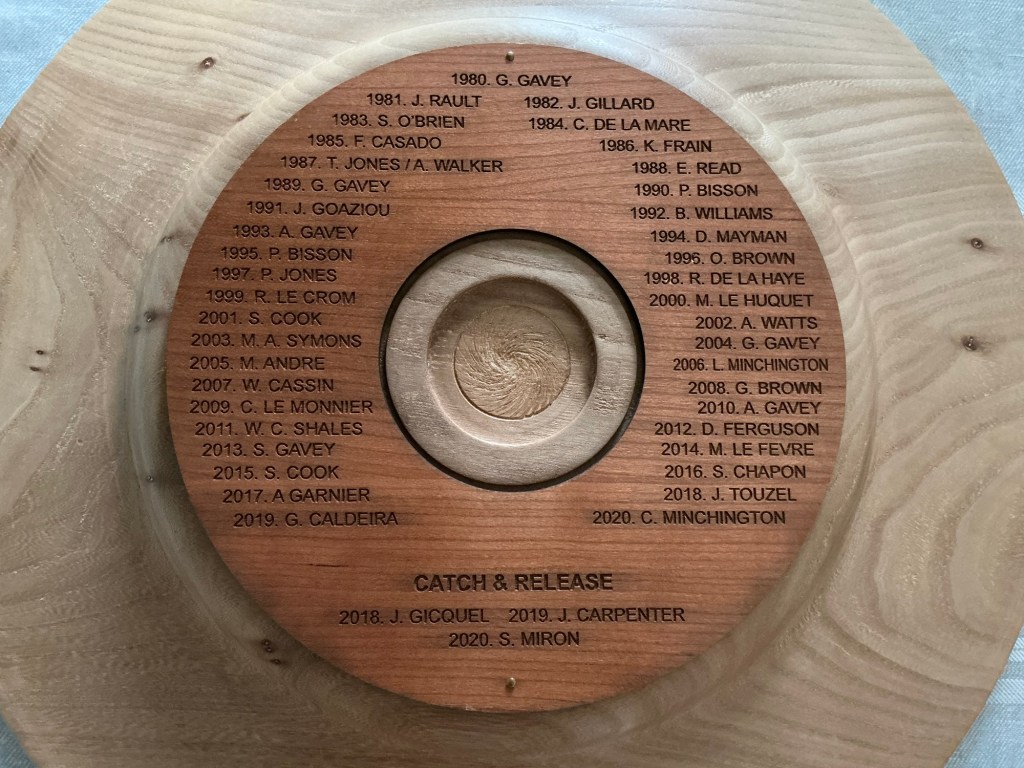 1980. G. GAVEY
1981. J. RAULT 1982. J. GILLARD
1983. S. O'BRIEN 1984. C. DE LA MARE
1985. F. CASADO 1986. K. FRAIN
1987. T. JONES / A. WALKER 1988. E. READ
1989. G. GAVEY 1990. P. BISSON
1991. J. GOAZIOU 1992. B. WILLIAMS
1993. A. GAVEY 1994. D. MAYMAN
1995. P. BISSON 1996. O. BROWN
1997. P. JONES 1998. R. DE LA HAYE
1999. R. LE CROM 2000. M. LE HUQUET
2001. S. COOK 2002. A. WATTS
2003. M. A. SYMONS 2004. G. GAVEY
2005. M. ANDRE 2006. L. MINCHINGTON
2007. W. CASSIN 2008. G. BROWN
2009. C. LE MONNIER 2010. A. GAVEY
2011. W. C. SHALES 2012. D. FERGUSON
2013. S. GAVEY 2014. M. LE FEVRE
2015. S. COOK 2016. S. CHAPON
2017. A GARNIER 2018. J. TOUZEL
2019. G. CALDEIRA 2020. C. MINCHINGTON
CATCH & RELEASE
2018. J. GICQUEL 2019. J. CARPENTER
2020. S. MIRON